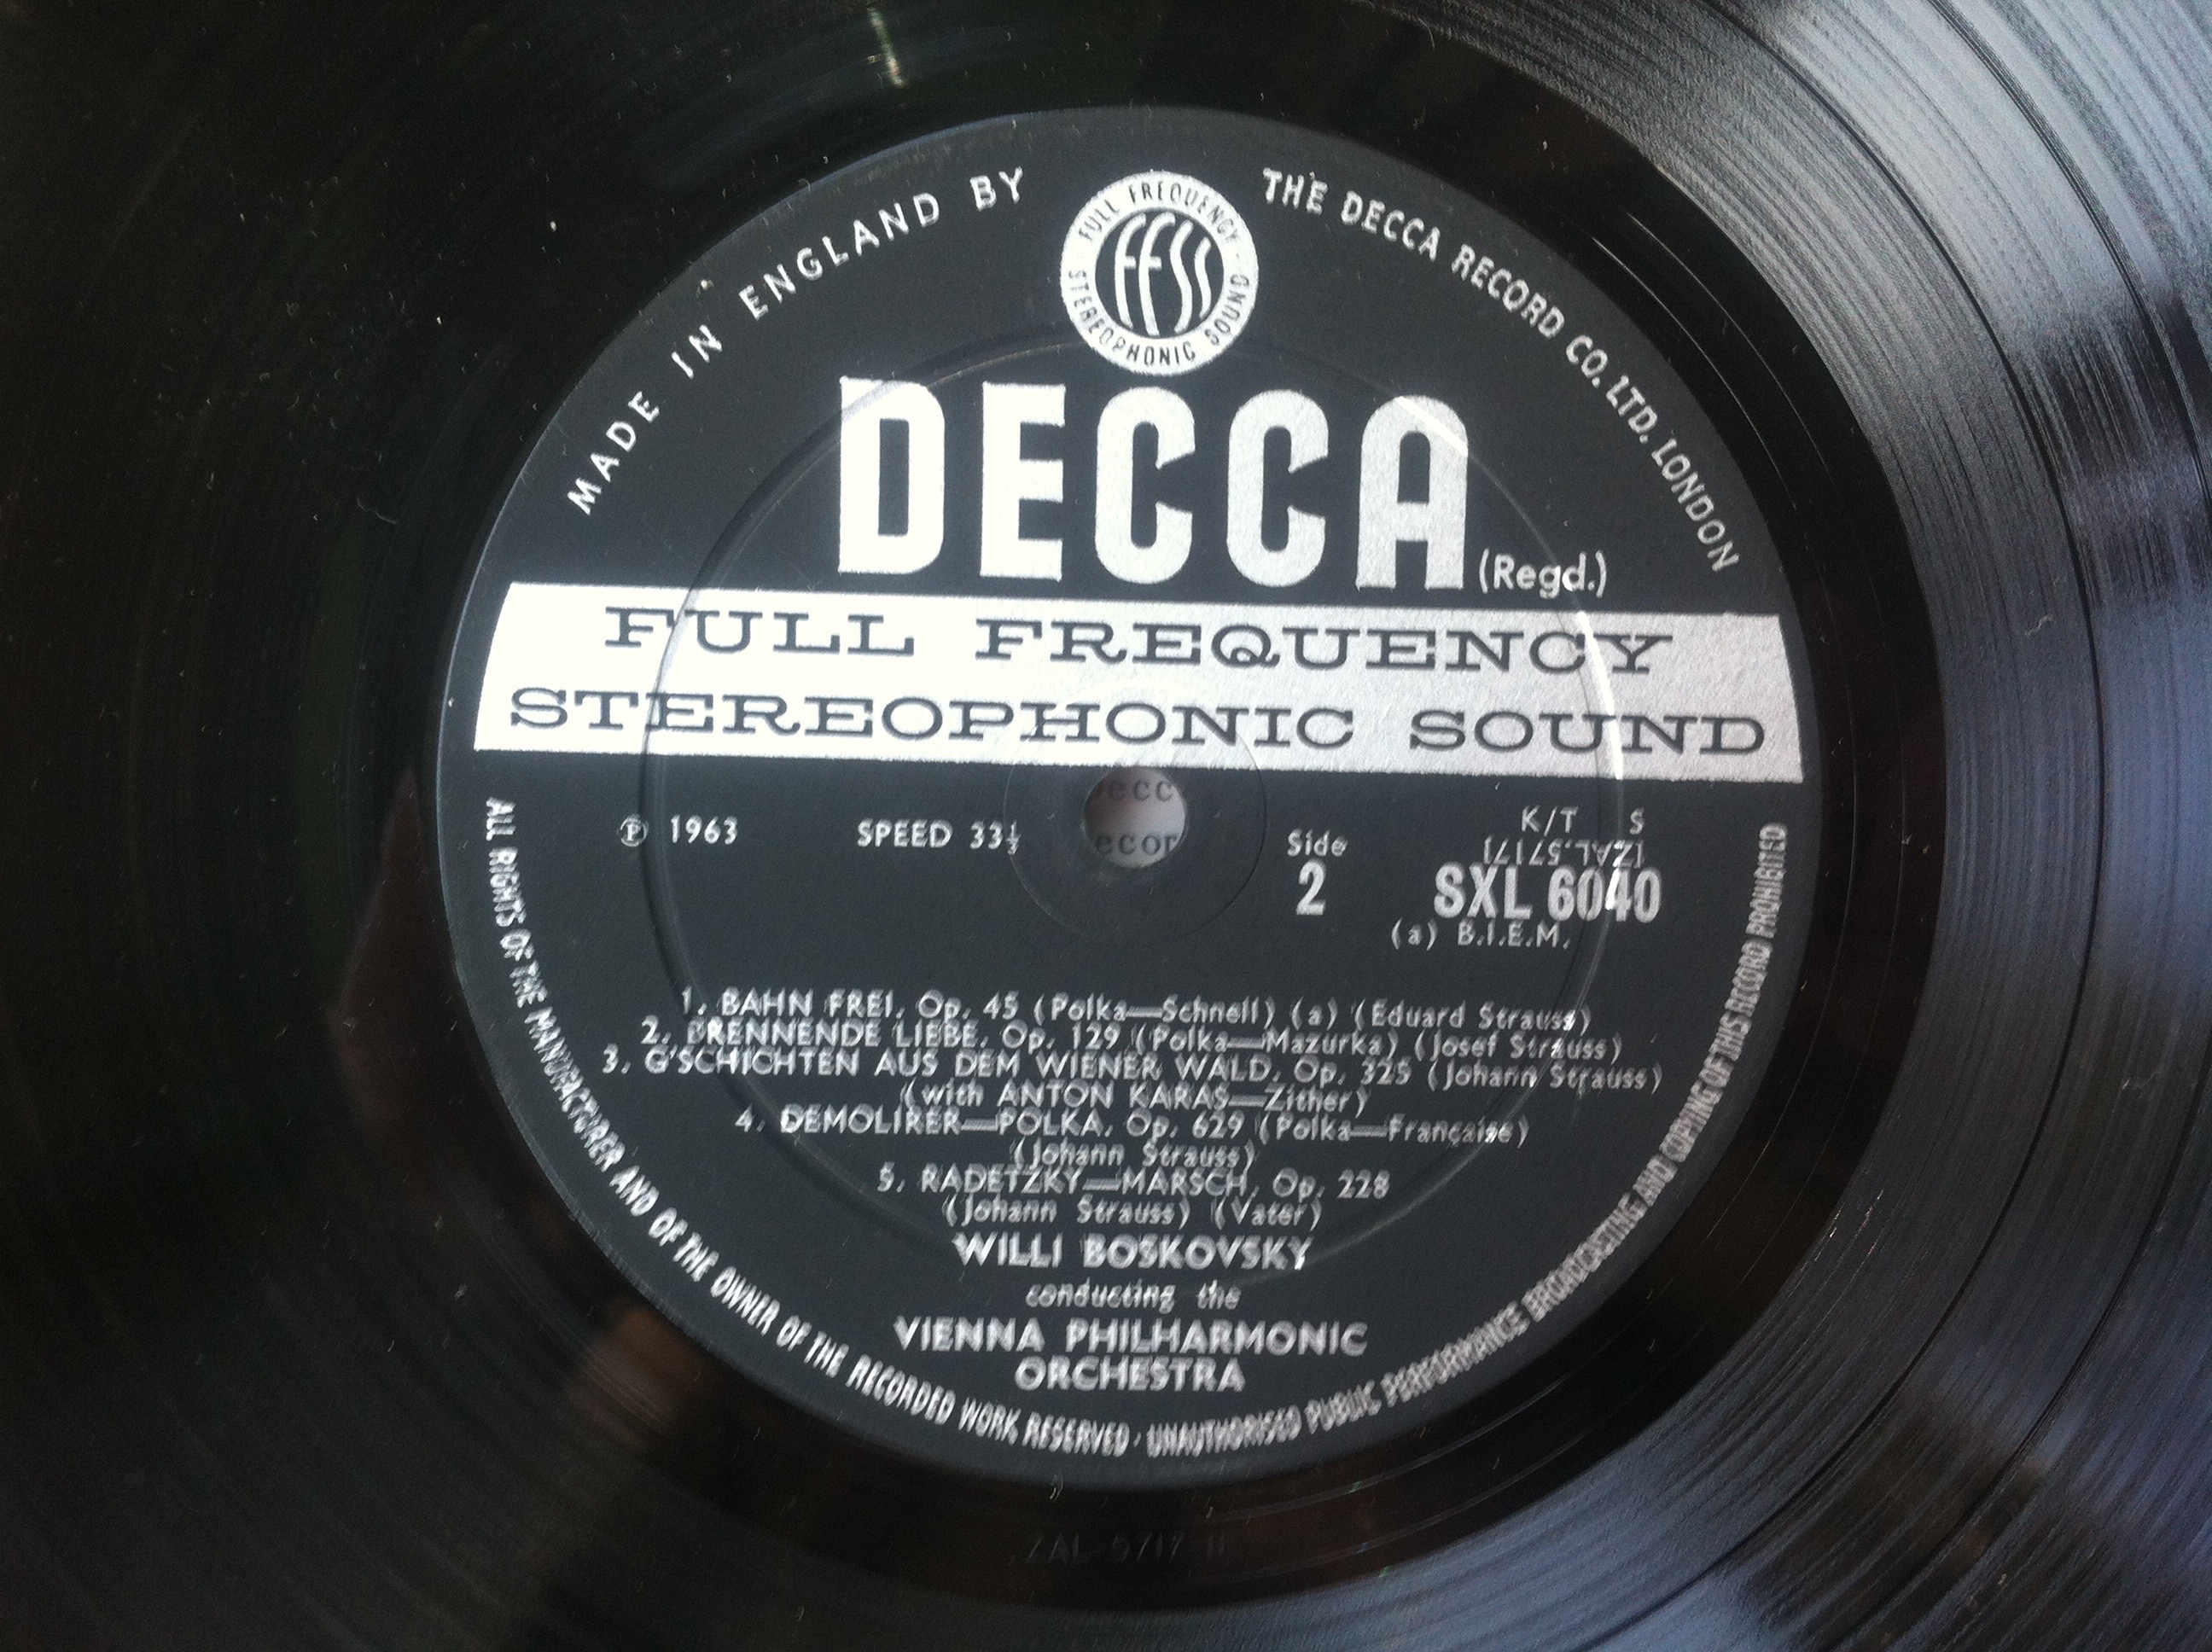 MADE IN ENGLAND BY
THE DECCA RECORD CO. LTD. LONDON
FULL FREQUENCY
FFSS
STEREOPHONIC SOUND
DECCA (Regd.)
FULL FREQUENCY
STEREOPHONIC SOUND
ecc
ecor
Ⓟ 1963
SPEED 33⅓
Side
2
K/T S
(ZAL.5717)
SXL 6040
(a) B.I.E.M.
1. BAHN FREI. Op. 45 (Polka—Schnell) (a) (Eduard Strauss)
2. BRENNENDE LIEBE. Op. 129 (Polka—Mazurka) (Josef Strauss)
3. G'SCHICHTEN AUS DEM WIENER WALD. Op. 325 (Johann Strauss)
(with ANTON KARAS—Zither)
4. DEMOLIRER—POLKA. Op. 629 (Polka—Française)
(Johann Strauss)
5. RADETZKY—MARSCH. Op. 228
(Johann Strauss) (Vater)
WILLI BOSKOVSKY
conducting the
VIENNA PHILHARMONIC
ORCHESTRA
ALL RIGHTS OF THE MANUFACTURER AND OF THE OWNER OF THE RECORDED WORK RESERVED · UNAUTHORISED PUBLIC PERFORMANCE BROADCASTING AND COPYING OF THIS RECORD PROHIBITED